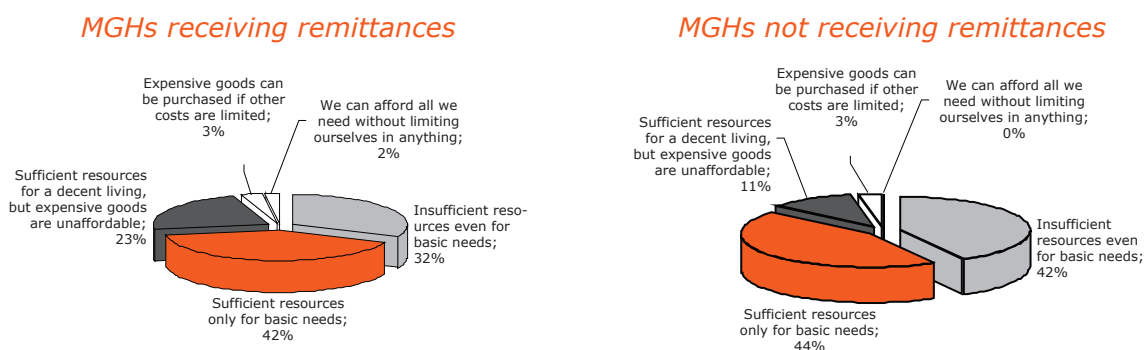 MGHs receiving remittances
Expensive goods can
be purchased if other
costs are limited;
3%
We can afford all we
need without limiting
ourselves in anything;
2%
Sufficient resources
for a decent living,
but expensive goods
are unaffordable;
23%
Insufficient reso-
urces even for
basic needs;
32%
Sufficient resources
only for basic needs;
42%
MGHs not receiving remittances
Expensive goods can
be purchased if other
costs are limited;
3%
We can afford all we
need without limiting
ourselves in anything;
0%
Sufficient resources
for a decent living,
but expensive goods
are unaffordable;
11%
Insufficient
resources even
for basic needs;
42%
Sufficient resources
only for basic needs;
44%